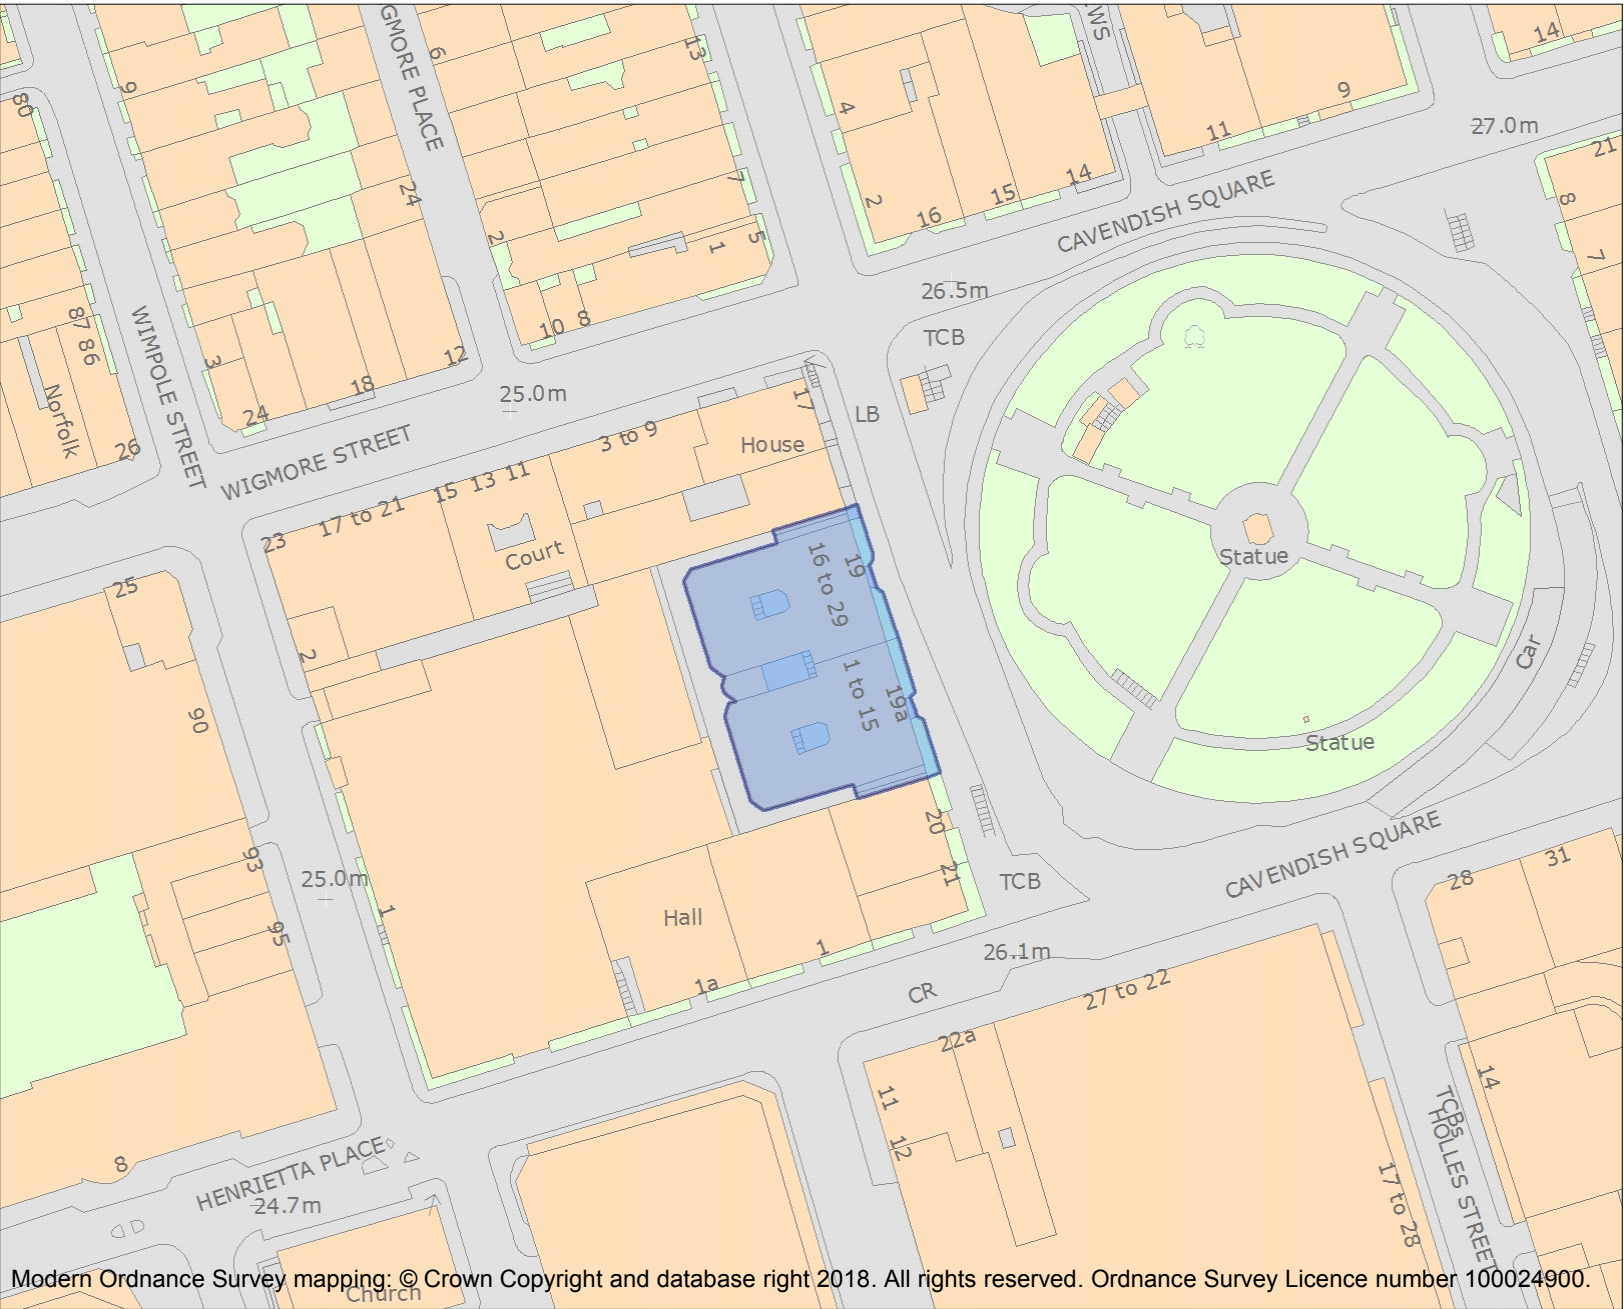 GMORE PLACE
EWS
14
6
13
9
80
4
9
11
27.0m
21
24
7
2
16
15
14
CAVENDISH SQUARE
8
2
1
5
7
26.5m
87 86
WIMPOLE STREET
10 8
TCB
3
12
18
25.0m
17
LB
24
Norfolk
26
WIGMORE STREET
3 to 9
House
15 13 11
17 to 21
23
Court
Statue
25
16 to 29
19
2
Car
1 to 15
19a
90
Statue
20
CAVENDISH SQUARE
93
25.0m
21
TCB
31
28
1
95
Hall
1
26.1m
1a
CR
27 to 22
22a
14
11
12
TCBs
HOLLES STREET
8
HENRIETTA PLACE
24.7m
17 to 28
Church
Modern Ordnance Survey mapping: © Crown Copyright and database right 2018. All rights reserved. Ordnance Survey Licence number 100024900.